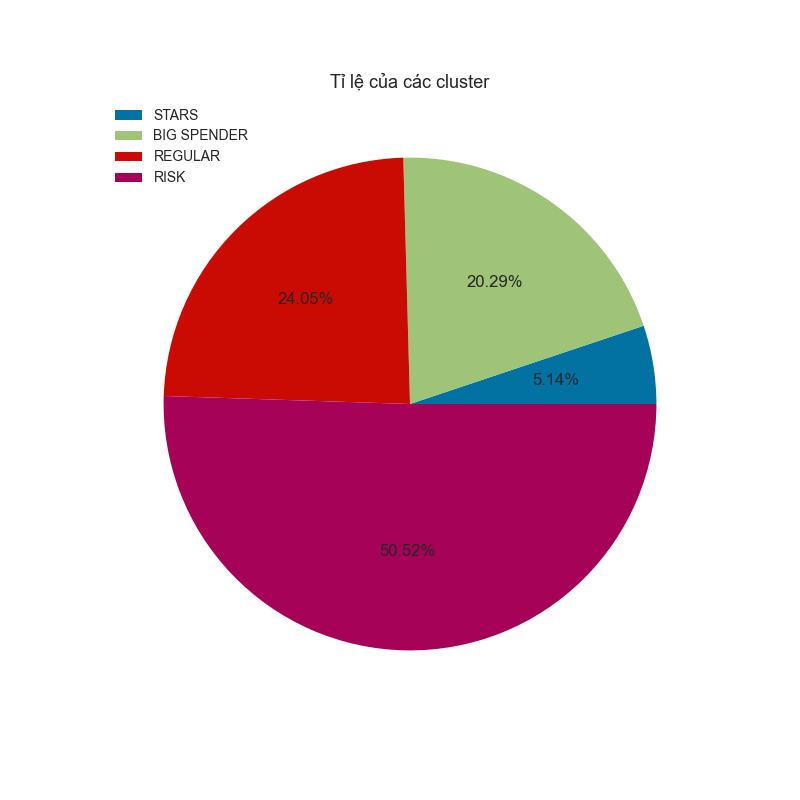 Tỉ lệ của các cluster
STARS
BIG SPENDER
REGULAR
RISK
20.29%
24.05%
5.14%
50.52%